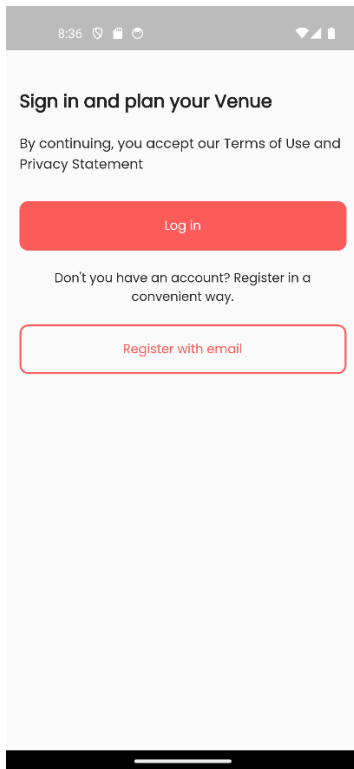 8:36
Sign in and plan your Venue
By continuing, you accept our Terms of Use and
Privacy Statement
Log in
Don't you have an account? Register in a
convenient way.
Register with email